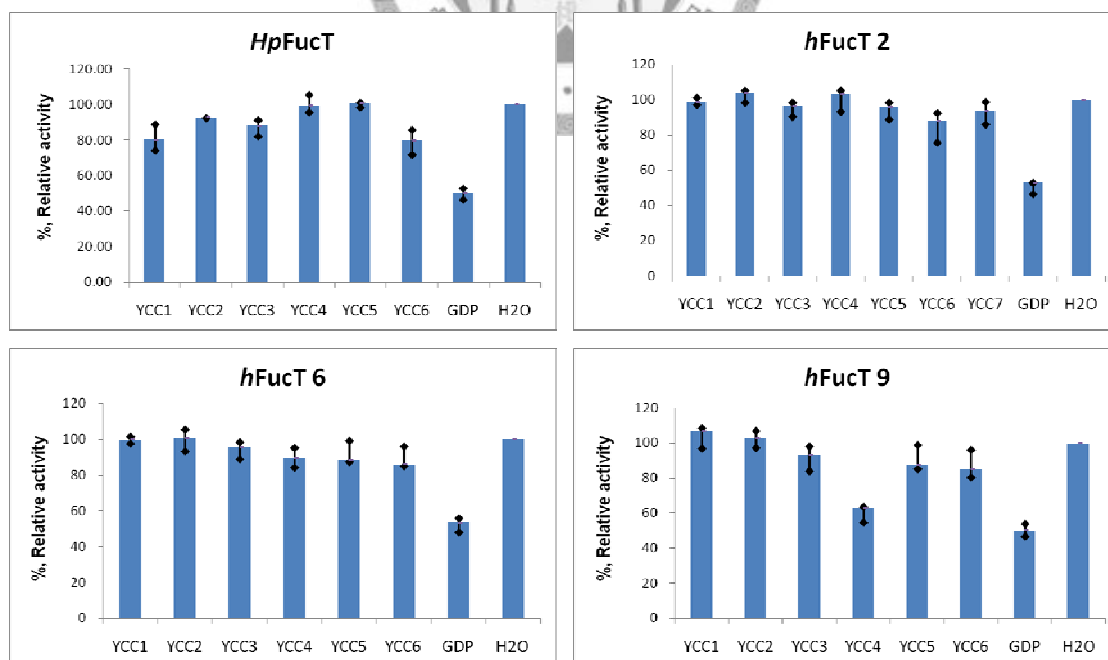 HpFucT
%, Relative activity
120.00
100.00
80.00
60.00
40.00
20.00
0.00
YCC1 YCC2 YCC3 YCC4 YCC5 YCC6 GDP H2O
hFucT 2
%, Relative activity
120
100
80
60
40
20
0
YCC1 YCC2 YCC3 YCC4 YCC5 YCC6 YCC7 GDP H2O
hFucT 6
%, Relative activity
120
100
80
60
40
20
0
YCC1 YCC2 YCC3 YCC4 YCC5 YCC6 GDP H2O
hFucT 9
%, Relative activity
120
100
80
60
40
20
0
YCC1 YCC2 YCC3 YCC4 YCC5 YCC6 GDP H2O